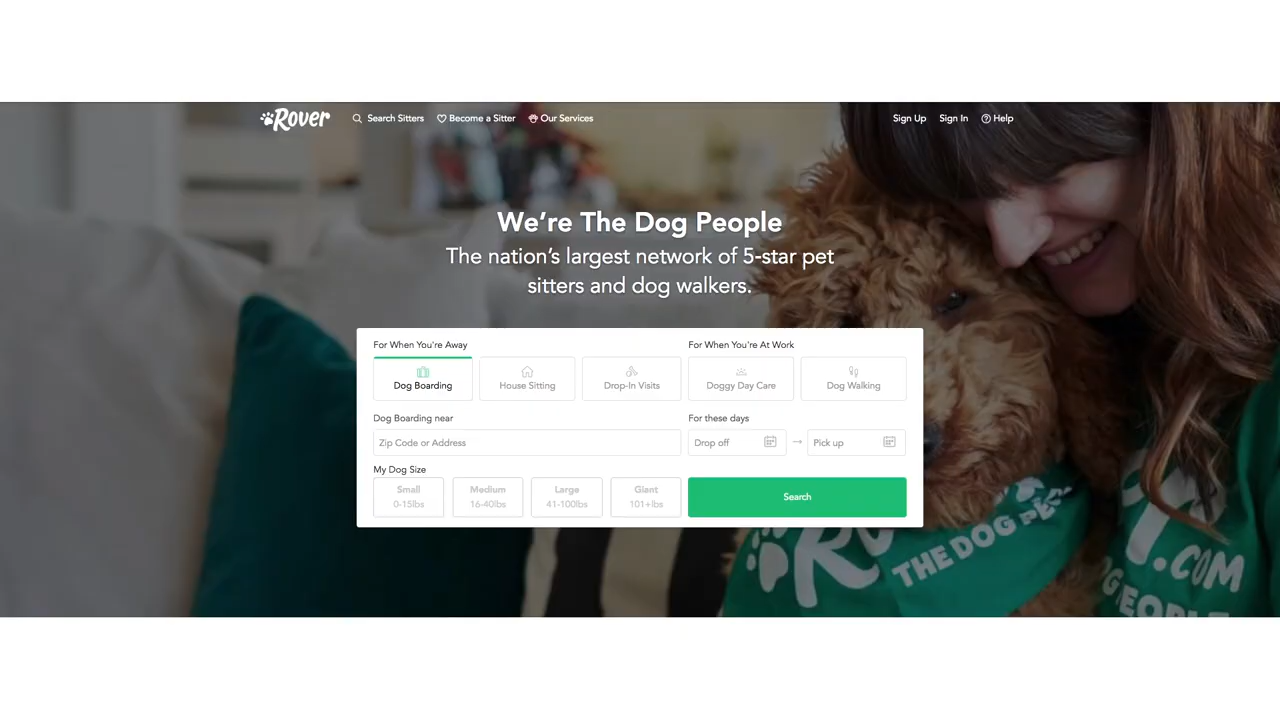 Rover Search Sitters Become a Sitter Our Services Sign Up Sign In Help
We're The Dog People
The nation's largest network of 5-star pet
sitters and dog walkers.
For When You're Away For When You're At Work
Dog Boarding House Sitting Drop-In Visits Doggy Day Care Dog Walking
Dog Boarding near For these days
Zip Code or Address Drop off → Pick up
My Dog Size
Small Medium Large Giant
0-15lbs 16-40lbs 41-100lbs 101+lbs
Search
THE DOG
.COM